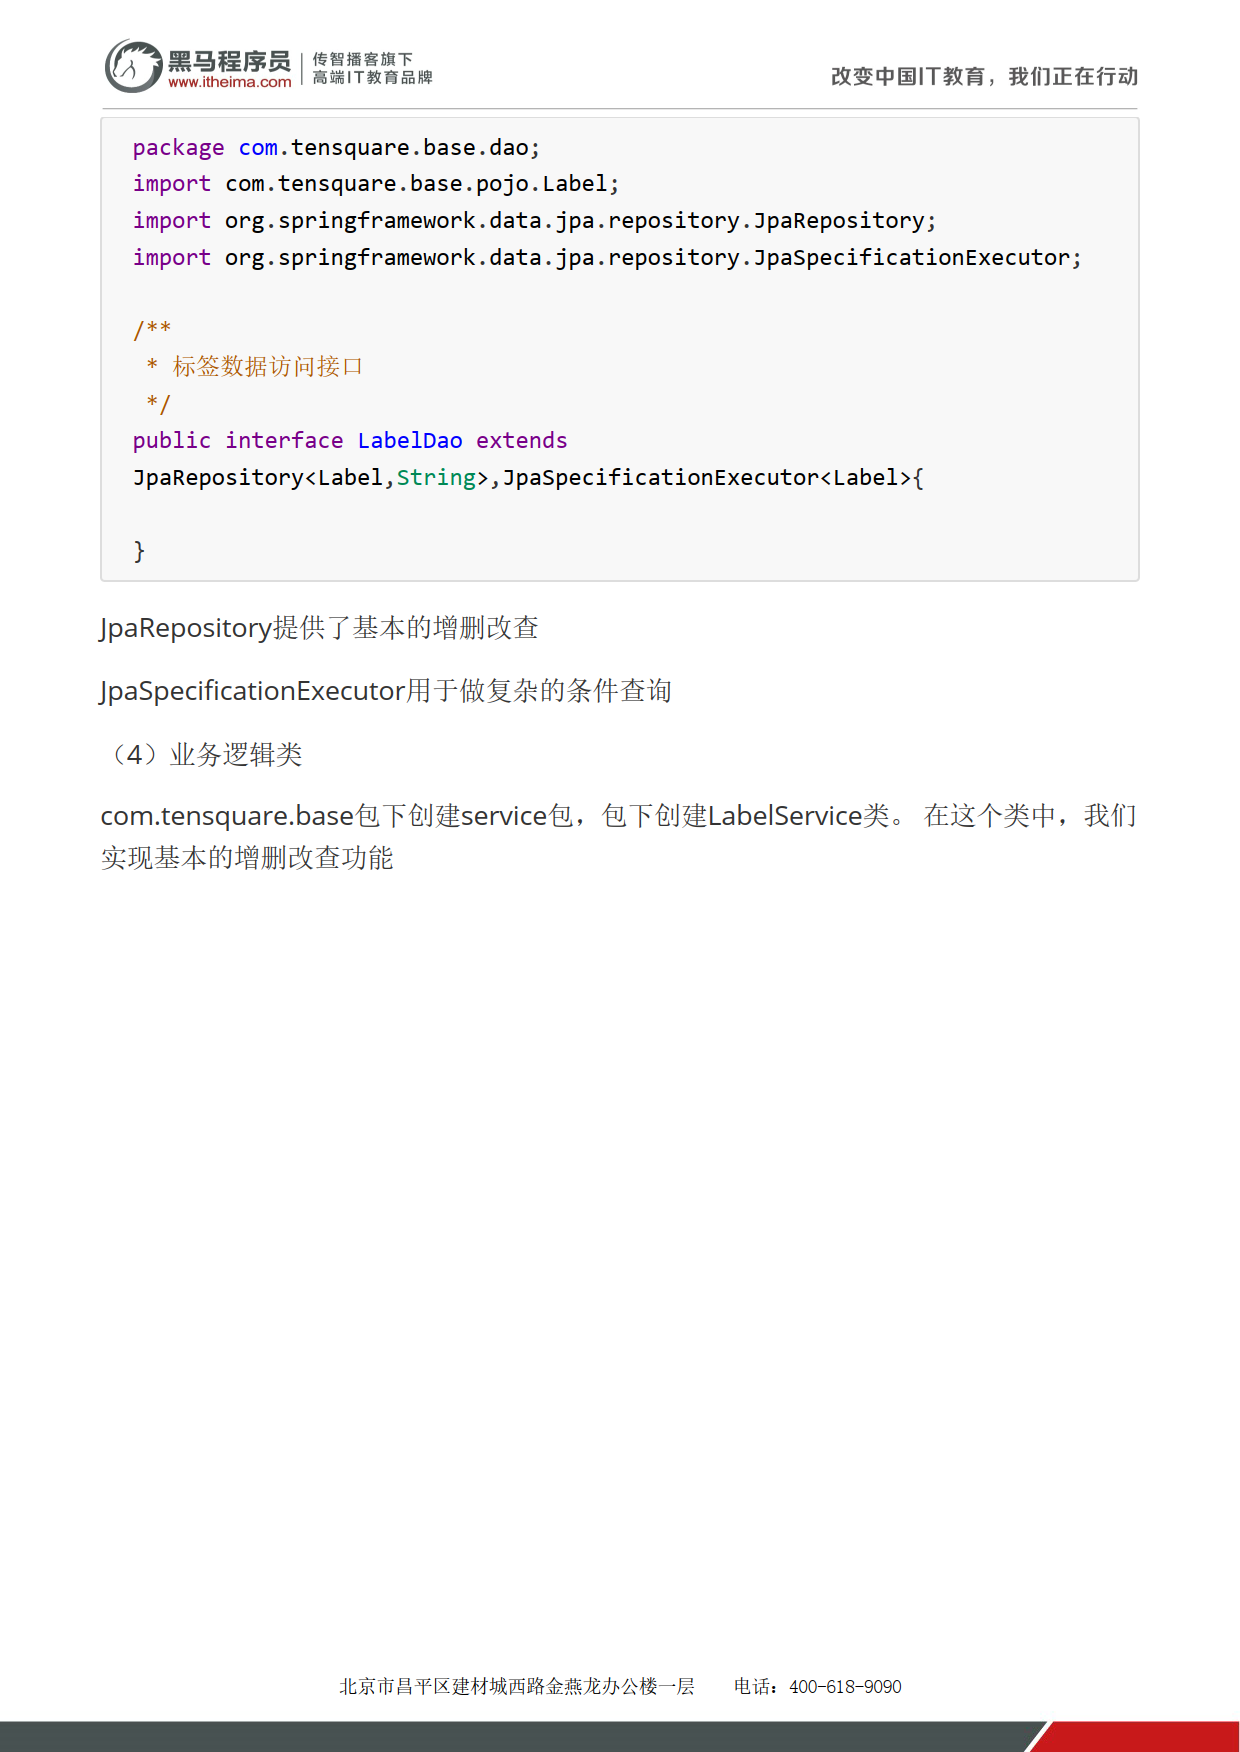 黑马程序员
www.itheima.com
传智播客旗下
高端IT教育品牌
改变中国IT教育，我们正在行动
package com.tensquare.base.dao;
import com.tensquare.base.pojo.Label;
import org.springframework.data.jpa.repository.JpaRepository;
import org.springframework.data.jpa.repository.JpaSpecificationExecutor;
/**
* 标签数据访问接口
*/
public interface LabelDao extends
JpaRepository<Label,String>,JpaSpecificationExecutor<Label>{
}
JpaRepository提供了基本的增删改查
JpaSpecificationExecutor用于做复杂的条件查询
（4）业务逻辑类
com.tensquare.base包下创建service包，包下创建LabelService类。 在这个类中，我们
实现基本的增删改查功能
北京市昌平区建材城西路金燕龙办公楼一层 电话：400-618-9090